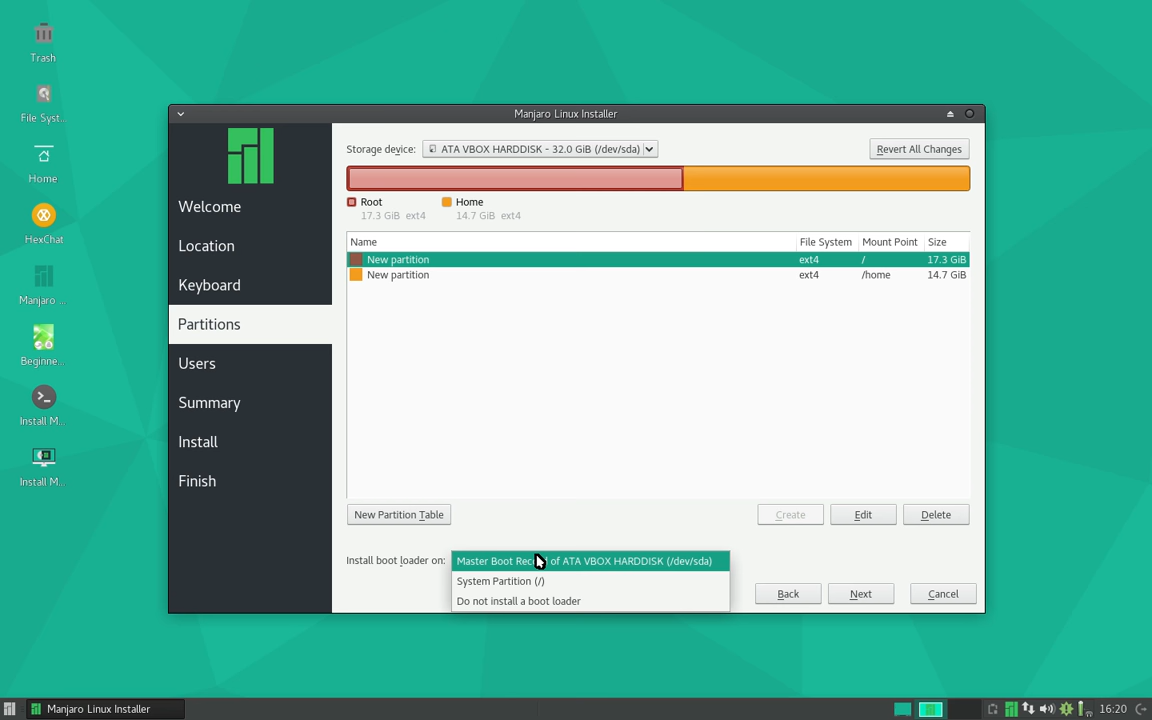 Trash
File Syst...
Home
HexChat
Manjaro ...
Beginne...
Install M...
Install M...
Manjaro Linux Installer
Welcome
Location
Keyboard
Partitions
Users
Summary
Install
Finish
Storage device: ATA VBOX HARDDISK - 32.0 GiB (/dev/sda)
Revert All Changes
Root
17.3 GiB ext4
Home
14.7 GiB ext4
Name File System Mount Point Size
New partition ext4 / 17.3 GiB
New partition ext4 /home 14.7 GiB
New Partition Table Create Edit Delete
Install boot loader on: Master Boot Record of ATA VBOX HARDDISK (/dev/sda)
System Partition (/)
Do not install a boot loader
Back Next Cancel
Manjaro Linux Installer
16:20